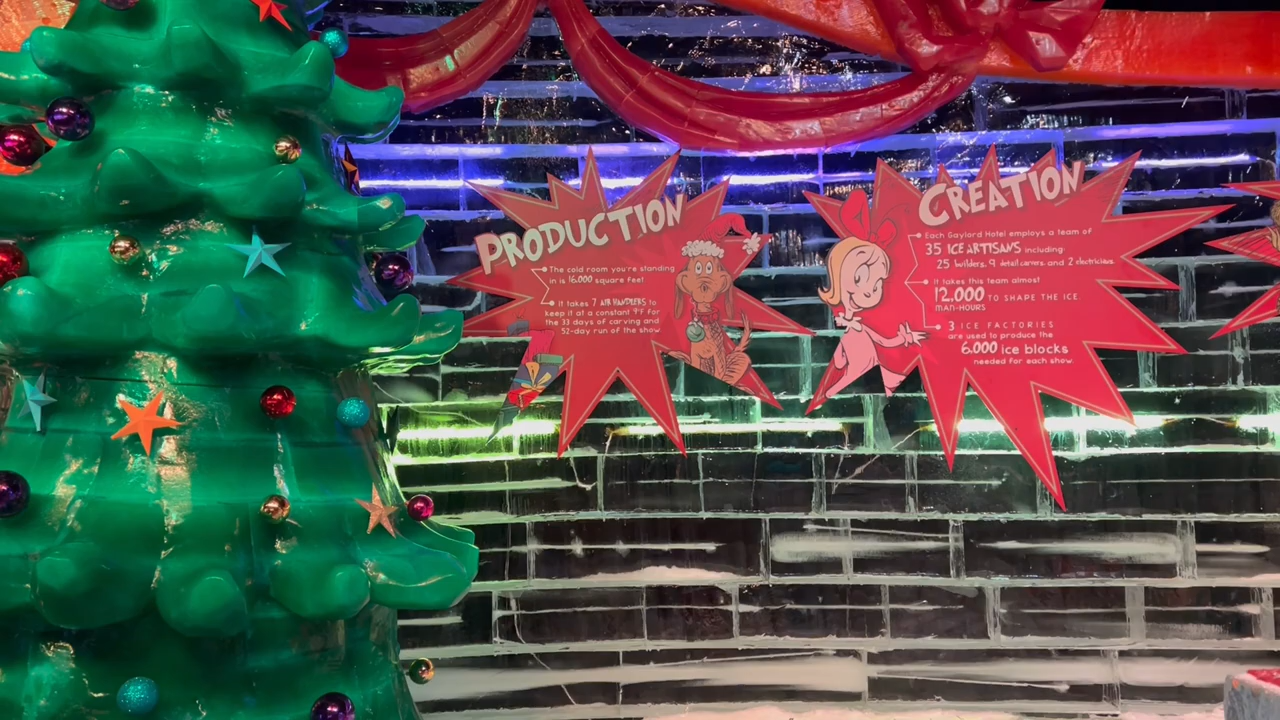 PRODUCTION
The cold room you're standing
in is 16,000 square feet.
It takes 7 AIR HANDLERS to
keep it at a constant 9°F for
the 33 days of carving and
52-day run of the show.
CREATION
Each Gaylord Hotel employs a team of
35 ICE ARTISANS including:
25 builders, 9 detail carvers, and 2 electricians.
It takes this team almost
12,000 TO SHAPE THE ICE.
MAN-HOURS
3 ICE FACTORIES
are used to produce the
6,000 ice blocks
needed for each show.